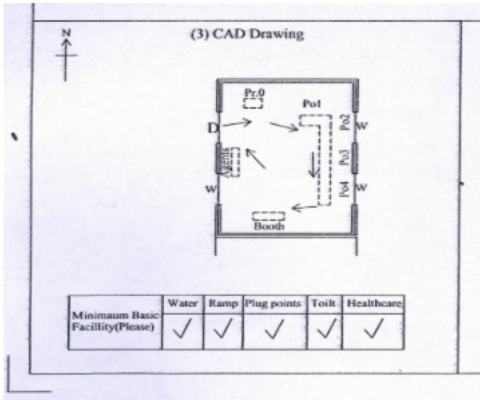 N
(3) CAD Drawing
Pr.0
Po1
Po2
W
D
Po3
W
Po4
W
Booth
Water Ramp Plug points Toilt Healthcare
Minimaum Basic
Facillity(Please) ✓ ✓ ✓ ✓ ✓